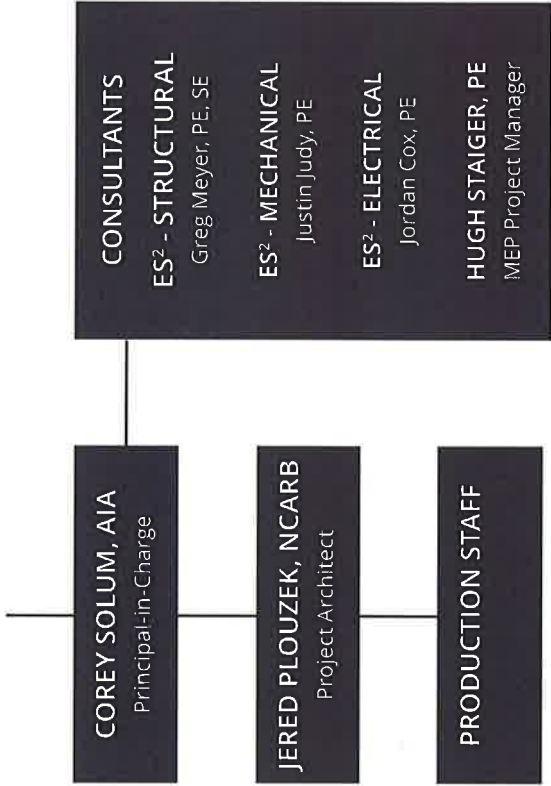 COREY SOLUM, AIA
Principal-in-Charge
JERED PLOUZEK, NCARB
Project Architect
PRODUCTION STAFF
CONSULTANTS
ES² - STRUCTURAL
Greg Meyer, PE, SE
ES² - MECHANICAL
Justin Judy, PE
ES² - ELECTRICAL
Jordan Cox, PE
HUGH STAIGER, PE
MEP Project Manager